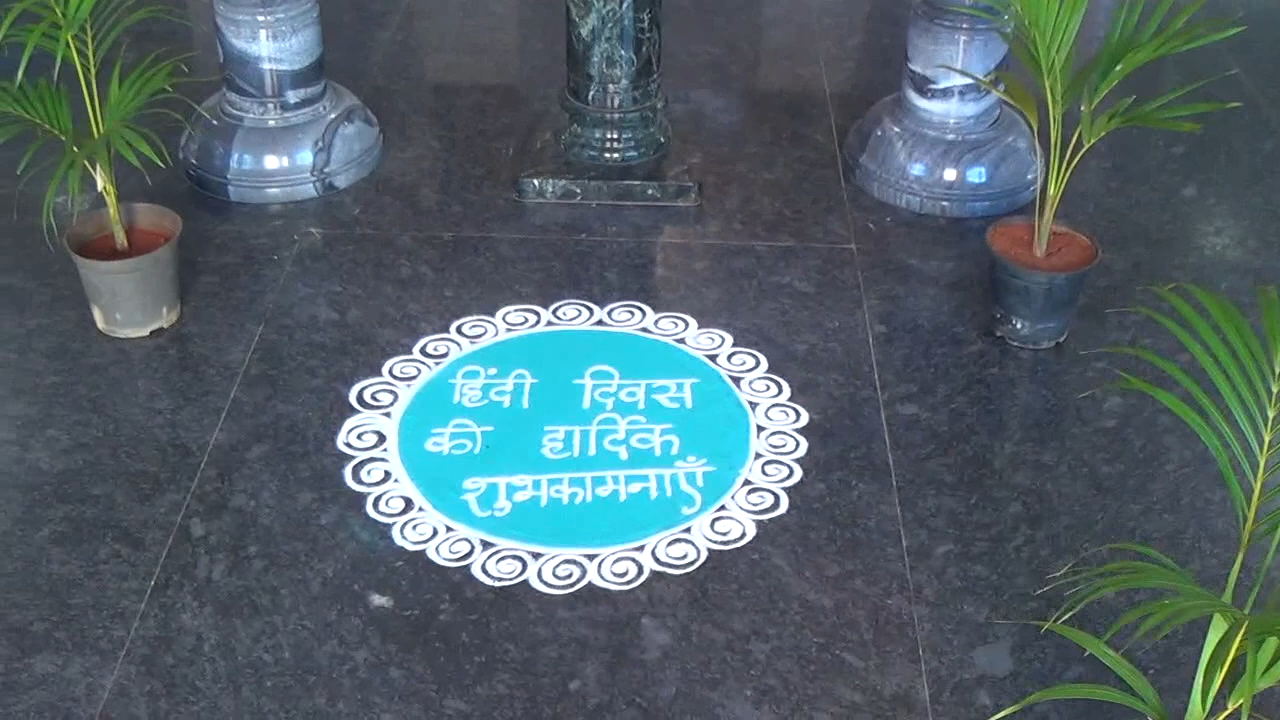 हिंदी दिवस
की हार्दिक
शुभकामनाएँ